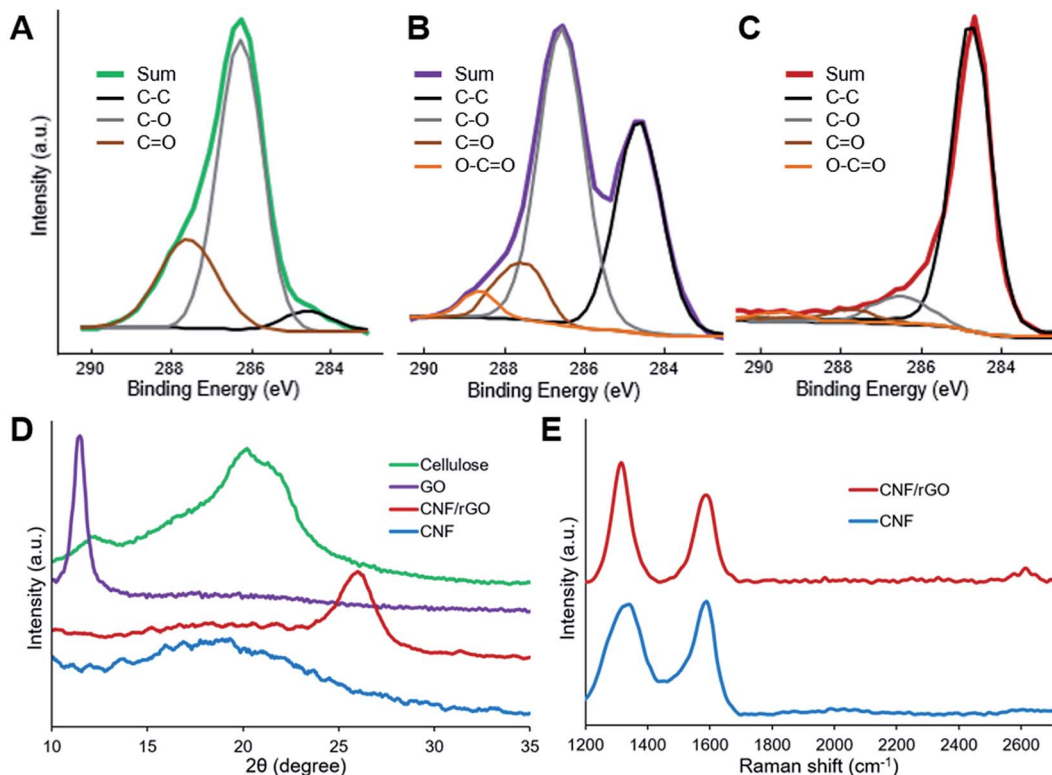 A
Sum
C-C
C-O
C=O
Intensity (a.u.)
290 288 286 284
Binding Energy (eV)
B
Sum
C-C
C-O
C=O
O-C=O
290 288 286 284
Binding Energy (eV)
C
Sum
C-C
C-O
C=O
O-C=O
290 288 286 284
Binding Energy (eV)
D
Cellulose
GO
CNF/rGO
CNF
Intensity (a.u.)
10 15 20 25 30 35
2θ (degree)
E
CNF/rGO
CNF
Intensity (a.u.)
1200 1400 1600 1800 2000 2200 2400 2600
Raman shift (cm⁻¹)